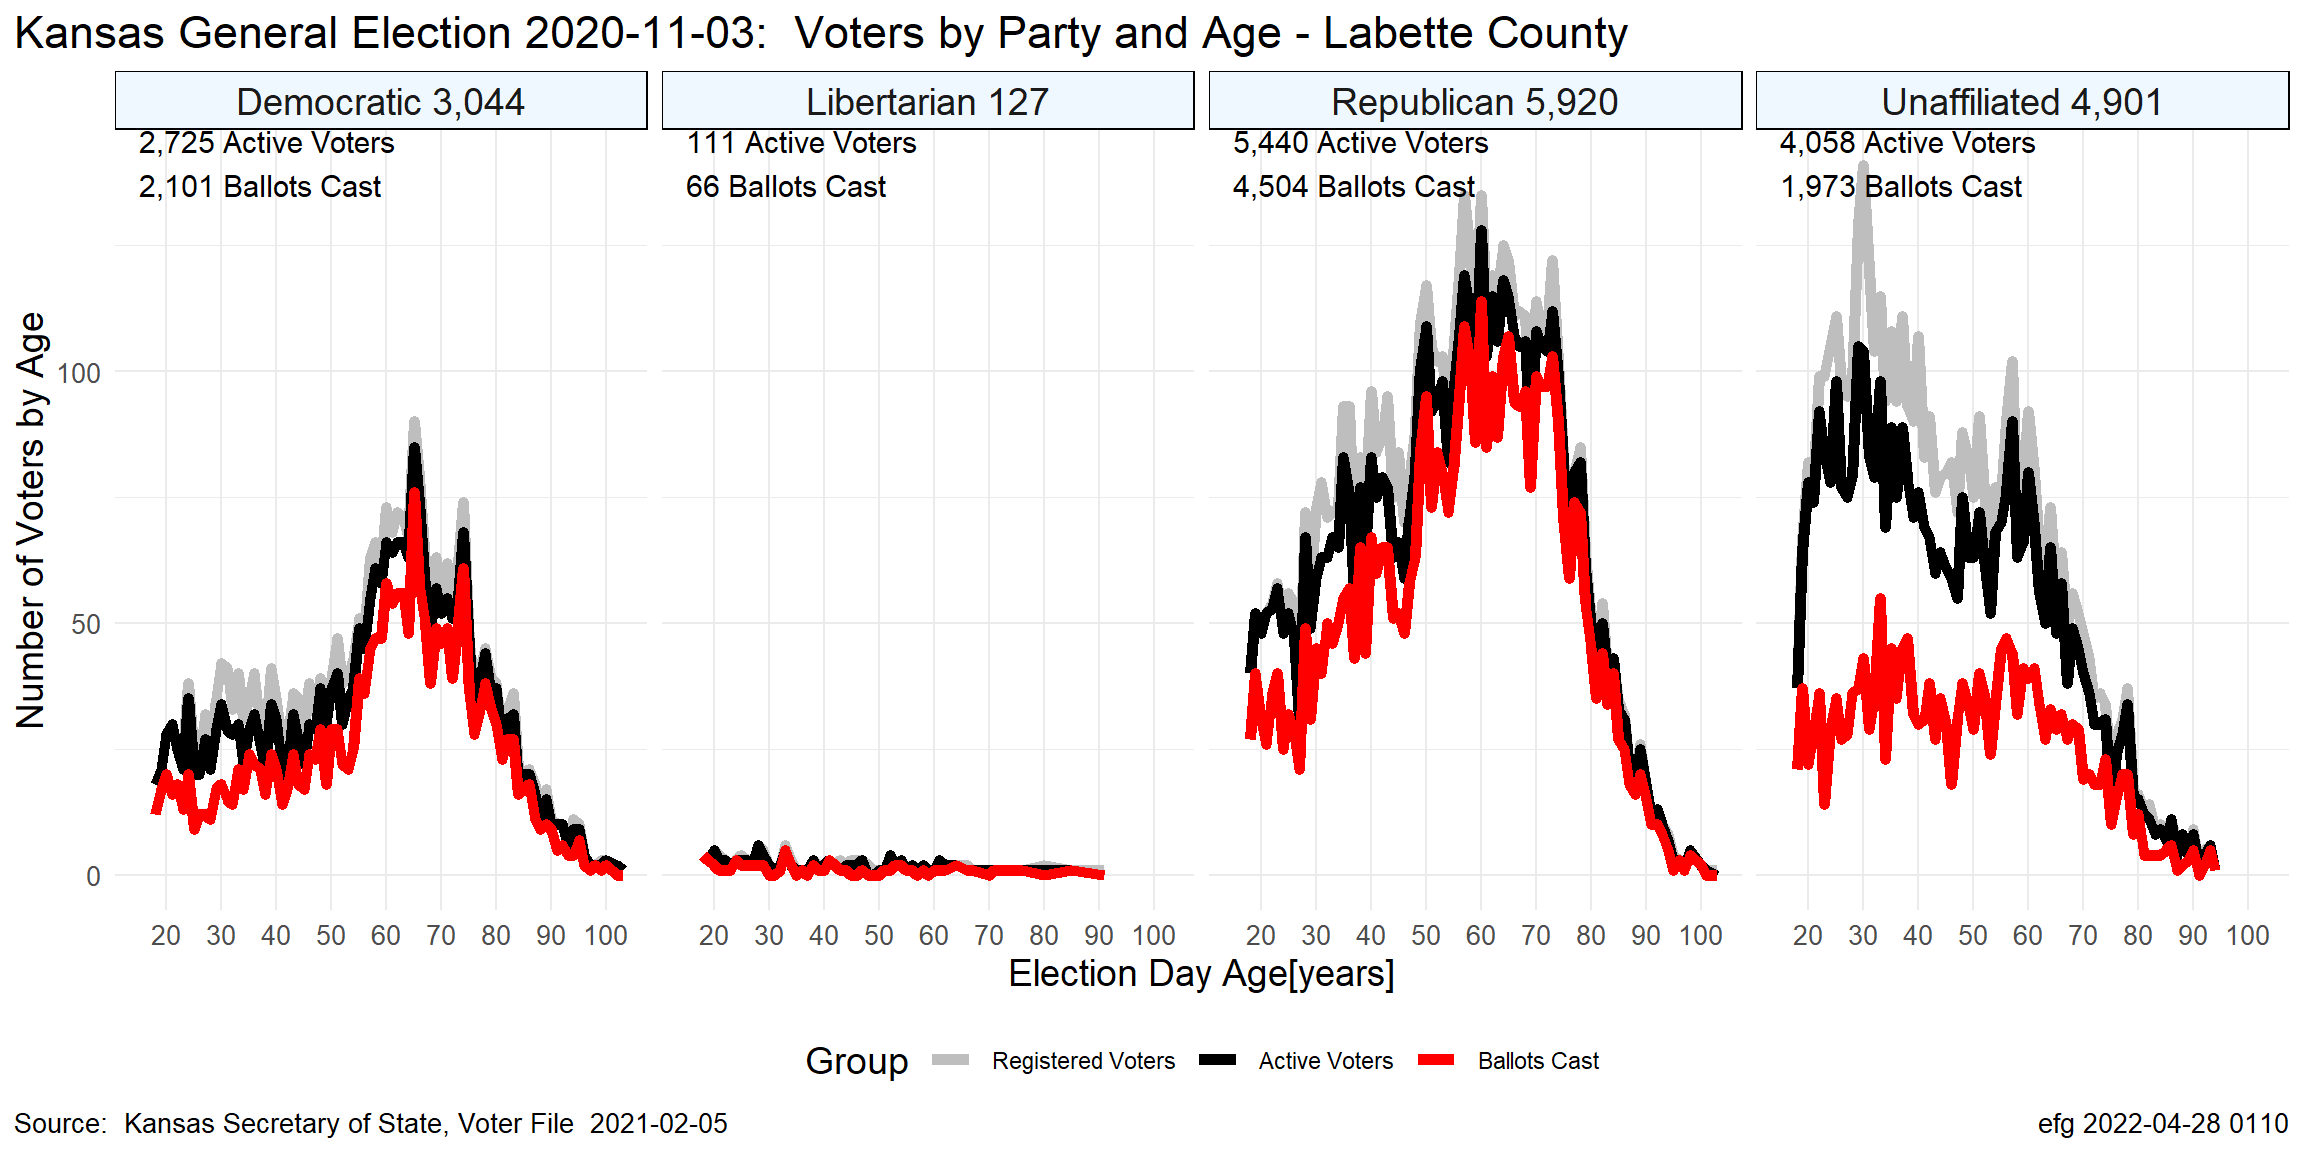 Kansas General Election 2020-11-03:  Voters by Party and Age - Labette County
Democratic 3,044
Libertarian 127
Republican 5,920
Unaffiliated 4,901
2,725 Active Voters
2,101 Ballots Cast
111 Active Voters
66 Ballots Cast
5,440 Active Voters
4,504 Ballots Cast
4,058 Active Voters
1,973 Ballots Cast
Number of Voters by Age
100
50
0
20 30 40 50 60 70 80 90 100
20 30 40 50 60 70 80 90 100
20 30 40 50 60 70 80 90 100
20 30 40 50 60 70 80 90 100
Election Day Age[years]
Group Registered Voters Active Voters Ballots Cast
Source:  Kansas Secretary of State, Voter File  2021-02-05
efg 2022-04-28 0110